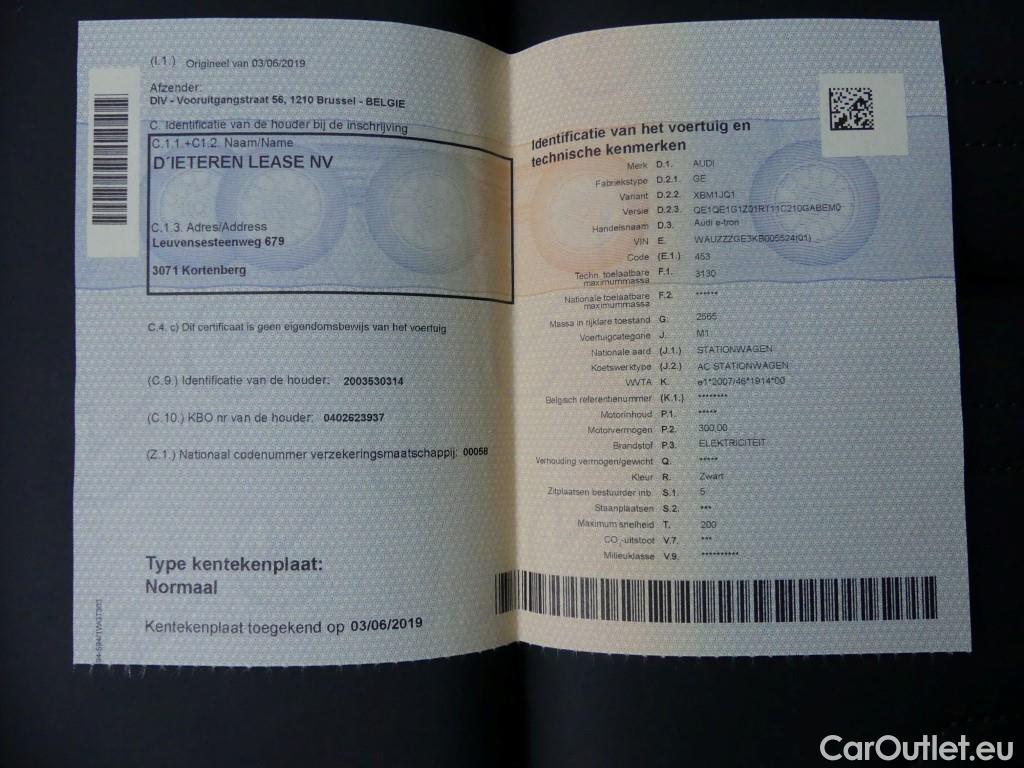 (I.1.) Origineel van 03/06/2019
Afzender:
DIV - Vooruitgangstraat 56, 1210 Brussel - BELGIE
C. Identificatie van de houder bij de inschrijving
C.1.1.+C1.2. Naam/Name
D´IETEREN LEASE NV
C.1.3. Adres/Address
Leuvensesteenweg 679
3071 Kortenberg
C.4. c) Dit certificaat is geen eigendomsbewijs van het voertuig
(C.9.) Identificatie van de houder: 2003530314
(C.10.) KBO nr van de houder: 0402623937
(Z.1.) Nationaal codenummer verzekeringsmaatschappij: 00058
Type kentekenplaat:
Normaal
Kentekenplaat toegekend op 03/06/2019
Identificatie van het voertuig en
technische kenmerken
Merk D.1. AUDI
Fabriekstype D.2.1. GE
Variant D.2.2. XBM1JQ1
Versie D.2.3. QE1QE1G1Z01RT11C210GABEM0
Handelsnaam D.3. Audi e-tron
VIN E. WAUZZZGE3KB005524(01)
Code (E.1.) 453
Techn. toelaatbare
maximummassa F.1. 3130
Nationale toelaatbare
maximummassa F.2. ******
Massa in rijklare toestand G. 2565
Voertuigcategorie J. M1
Nationale aard (J.1.) STATIONWAGEN
Koetswerktype (J.2.) AC STATIONWAGEN
WVTA K. e1*2007/46*1914*00
Belgisch referentienummer (K.1.) ********
Motorinhoud P.1. *****
Motorvermogen P.2. 300,00
Brandstof P.3. ELEKTRICITEIT
Verhouding vermogen/gewicht Q. *****
Kleur R. Zwart
Zitplaatsen bestuurder inb. S.1. 5
Staanplaatsen S.2. ***
Maximum snelheid T. 200
CO2-uitstoot V.7. ***
Milieuklasse V.9. **********
CarOutlet.eu